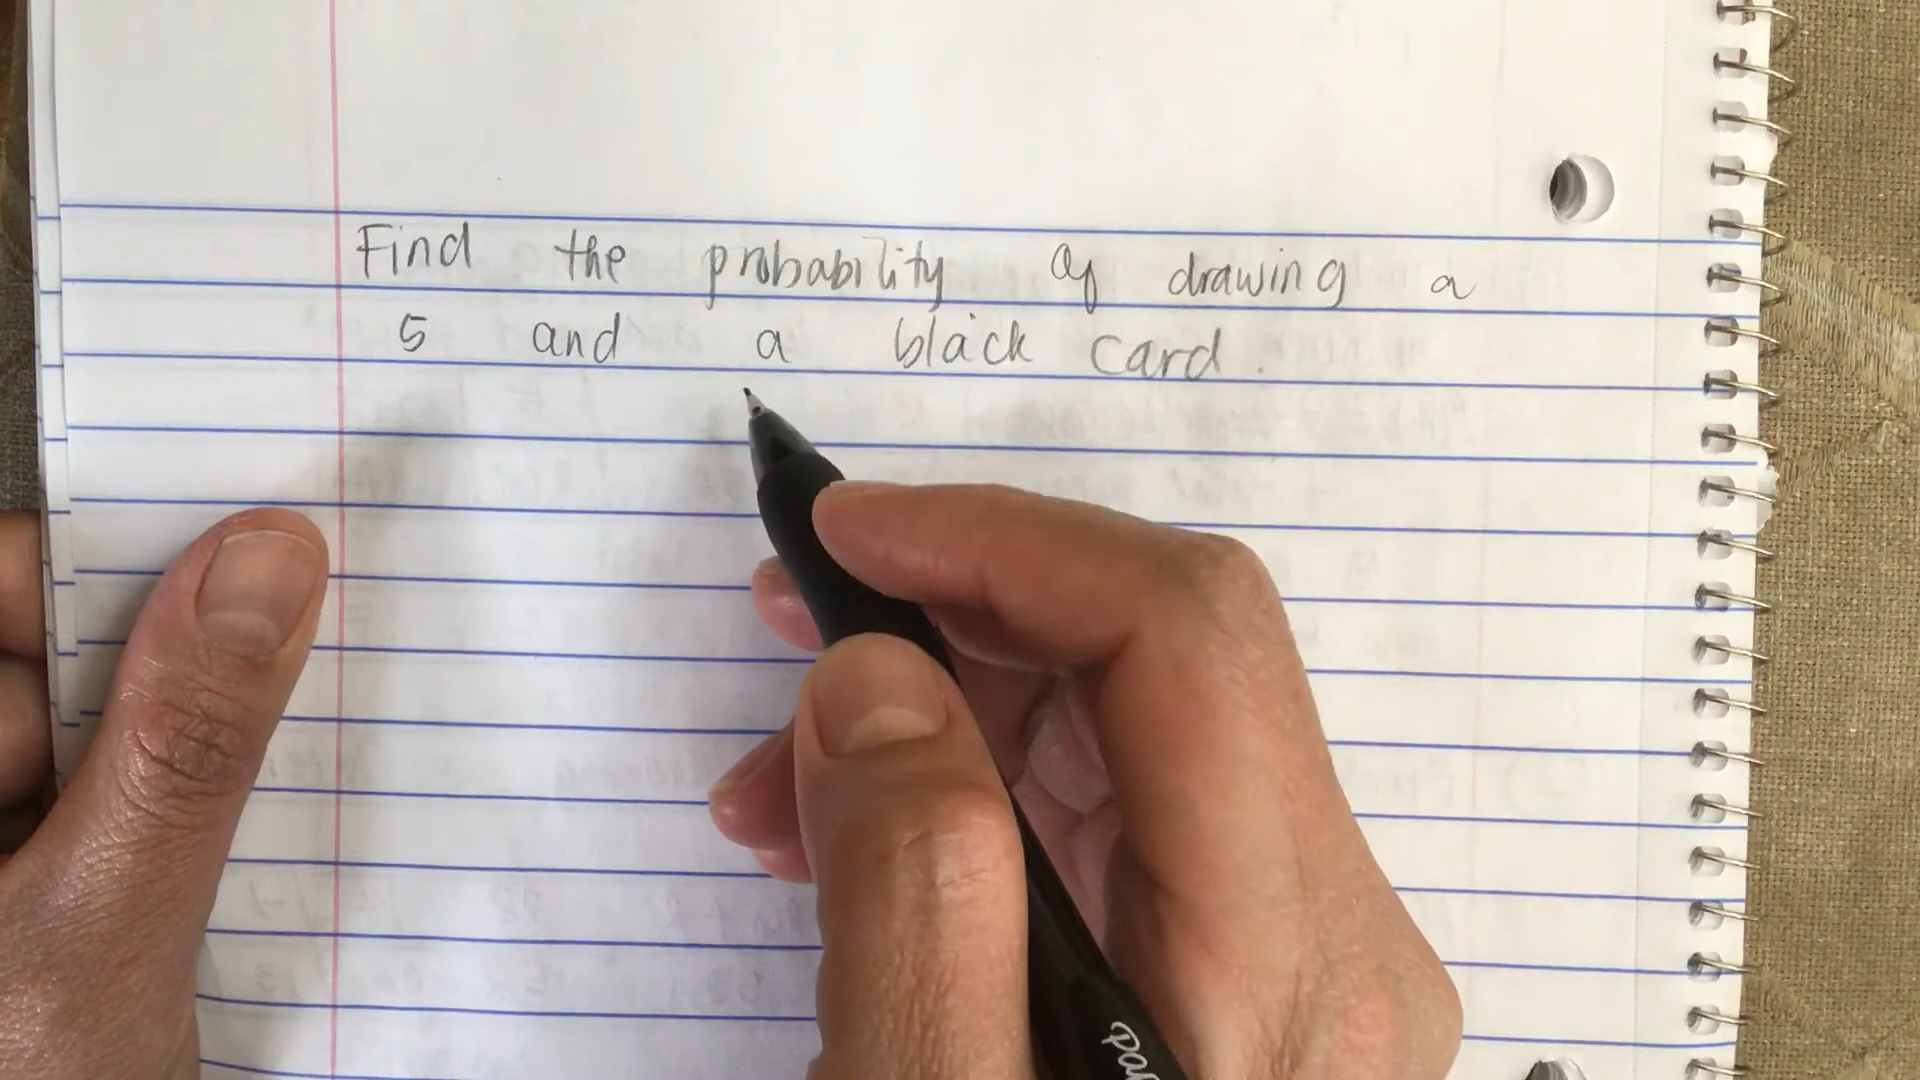 Find the probability of drawing a
5 and a black card.